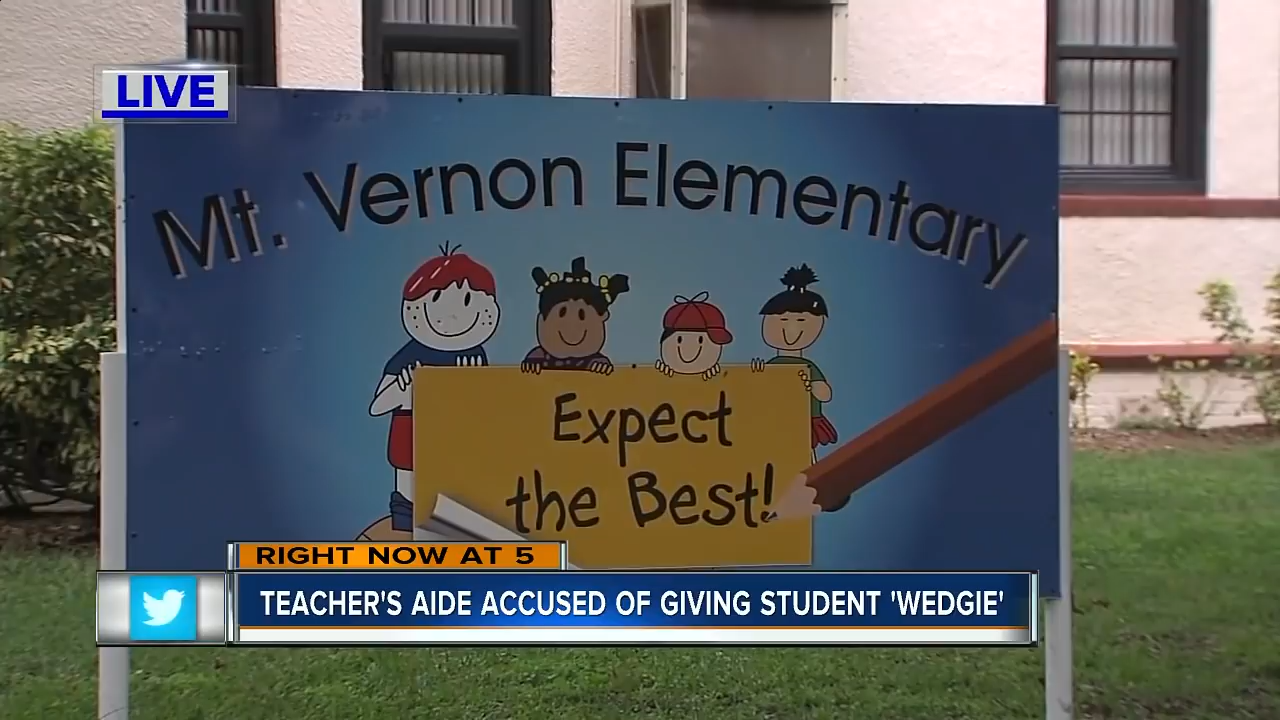 LIVE
Mt. Vernon Elementary
Expect
the Best!
RIGHT NOW AT 5
TEACHER'S AIDE ACCUSED OF GIVING STUDENT 'WEDGIE'